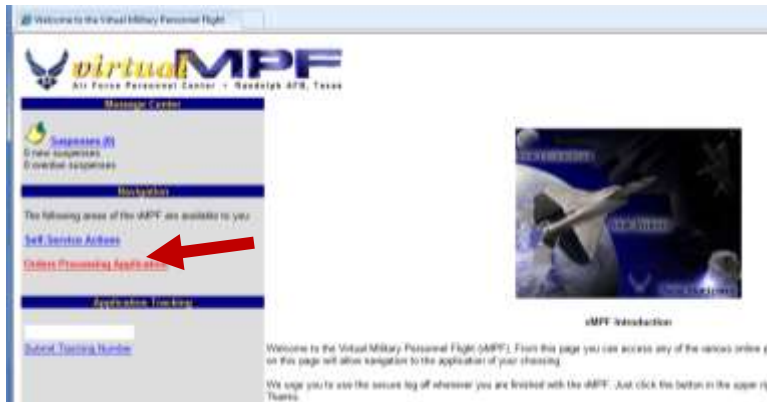 Welcome to the Virtual Military Personnel Flight
virtual MPF
Air Force Personnel Center • Randolph AFB, Texas
Message Center
Suspenses (0)
0 new suspenses
0 overdue suspenses
Navigation
The following areas of the vMPF are available to you
Self-Service Actions
Orders Processing Application
Application Tracking
Submit Tracking Number
vMPF Introduction
Welcome to the Virtual Military Personnel Flight (vMPF). From this page you can access any of the various online
on this page will allow navigation to the application of your choosing.
We urge you to use the secure log off whenever you are finished with the vMPF. Just click the button in the upper
Thanks.